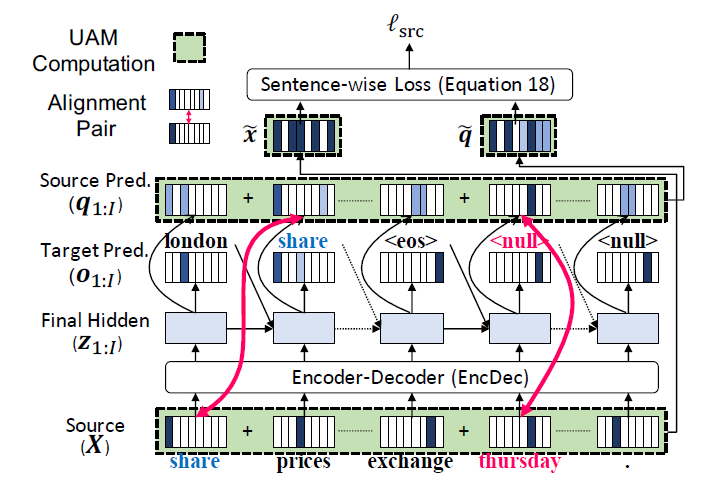 UAM
Computation
Alignment
Pair
ℓsrc
Sentence-wise Loss (Equation 18)
x̃
q̃
Source Pred.
(q1:I)
+ +
Target Pred.
(o1:I)
london share <eos> <null> <null>
Final Hidden
(z1:I)
Encoder-Decoder (EncDec)
Source
(X)
+ +
share prices exchange thursday .